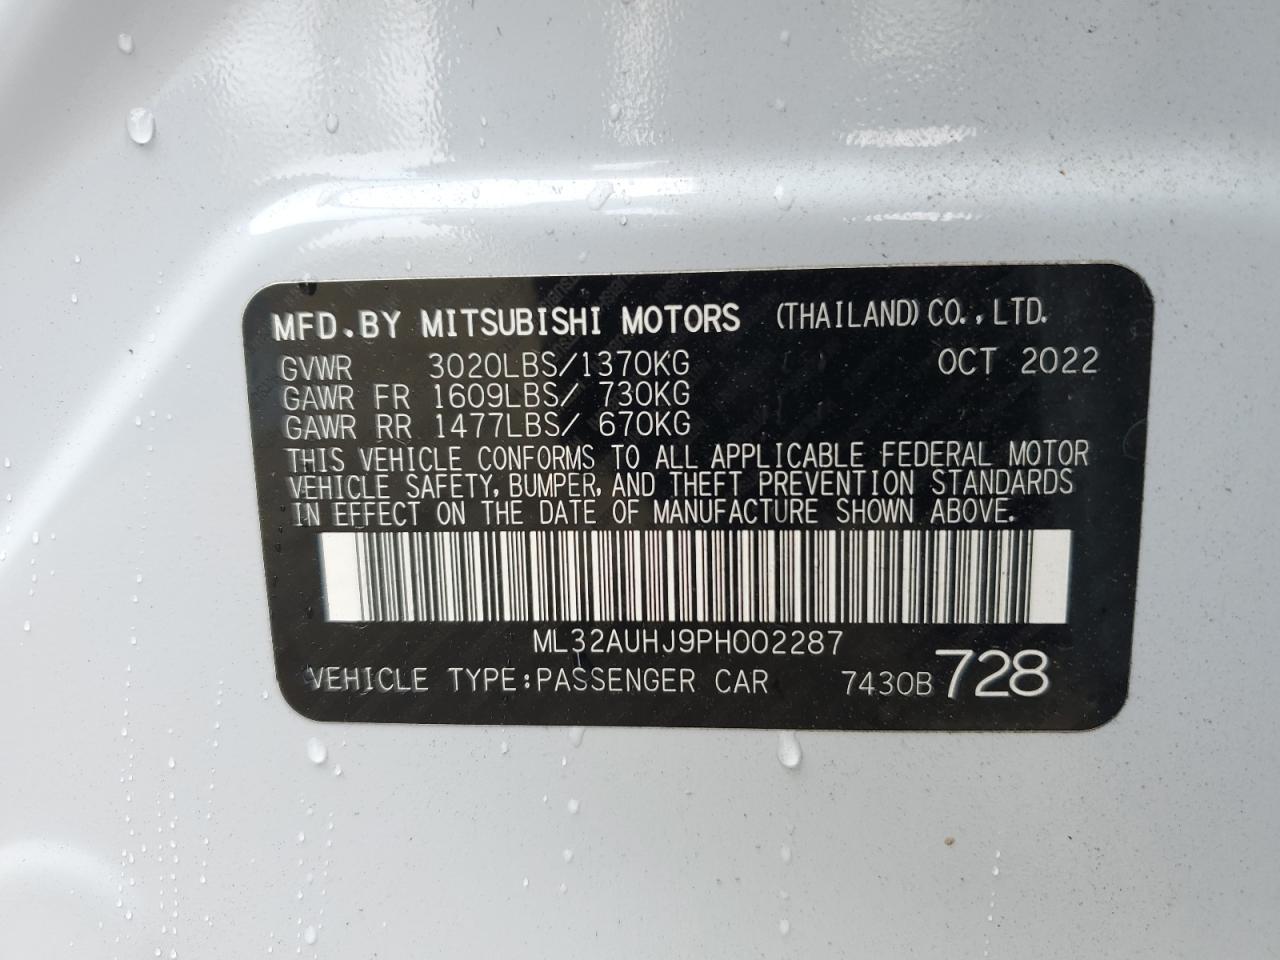 MFD.BY MITSUBISHI MOTORS (THAILAND) CO., LTD.
GVWR 3020LBS/1370KG OCT 2022
GAWR FR 1609LBS/ 730KG
GAWR RR 1477LBS/ 670KG
THIS VEHICLE CONFORMS TO ALL APPLICABLE FEDERAL MOTOR
VEHICLE SAFETY, BUMPER, AND THEFT PREVENTION STANDARDS
IN EFFECT ON THE DATE OF MANUFACTURE SHOWN ABOVE.
ML32AUHJ9PH002287
VEHICLE TYPE:PASSENGER CAR 7430B 728